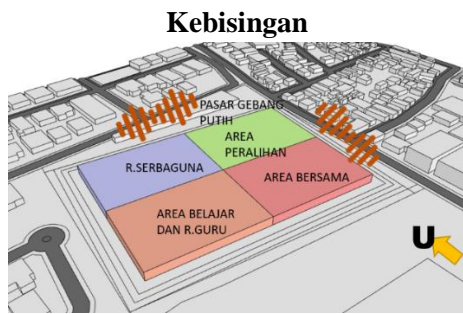 Kebisingan
PASAR GEBANG
PUTIH
AREA
PERALIHAN
R.SERBAGUNA
AREA BERSAMA
AREA BELAJAR
DAN R.GURU
U